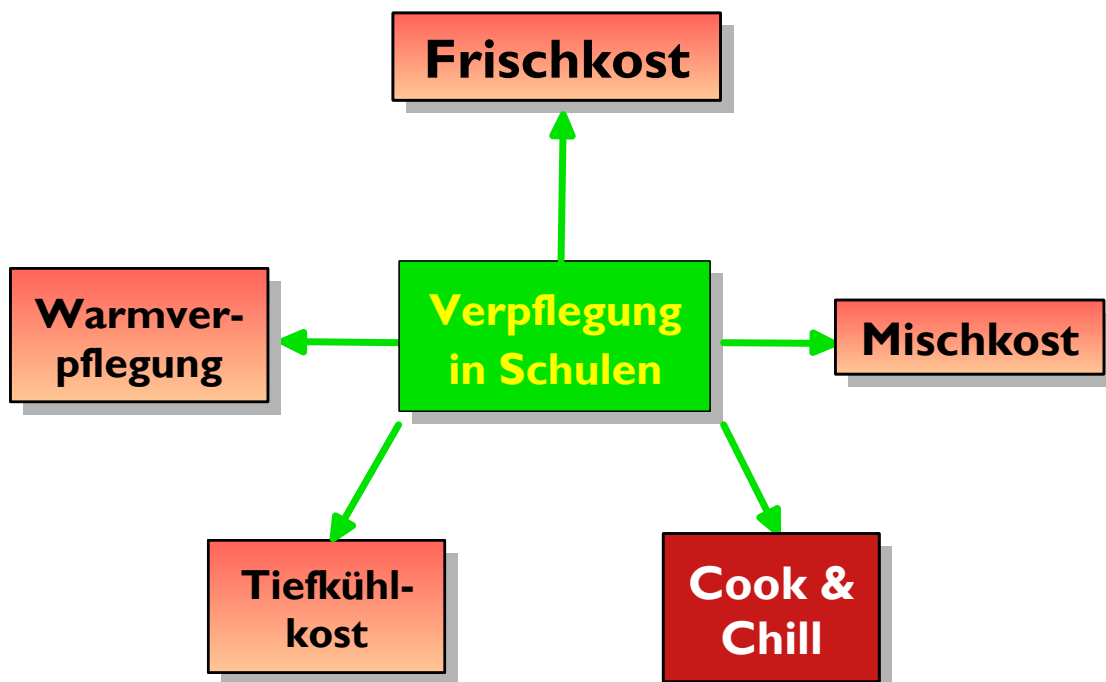 Frischkost
Warmver-
pflegung
Verpflegung
in Schulen
Mischkost
Tiefkühl-
kost
Cook &
Chill